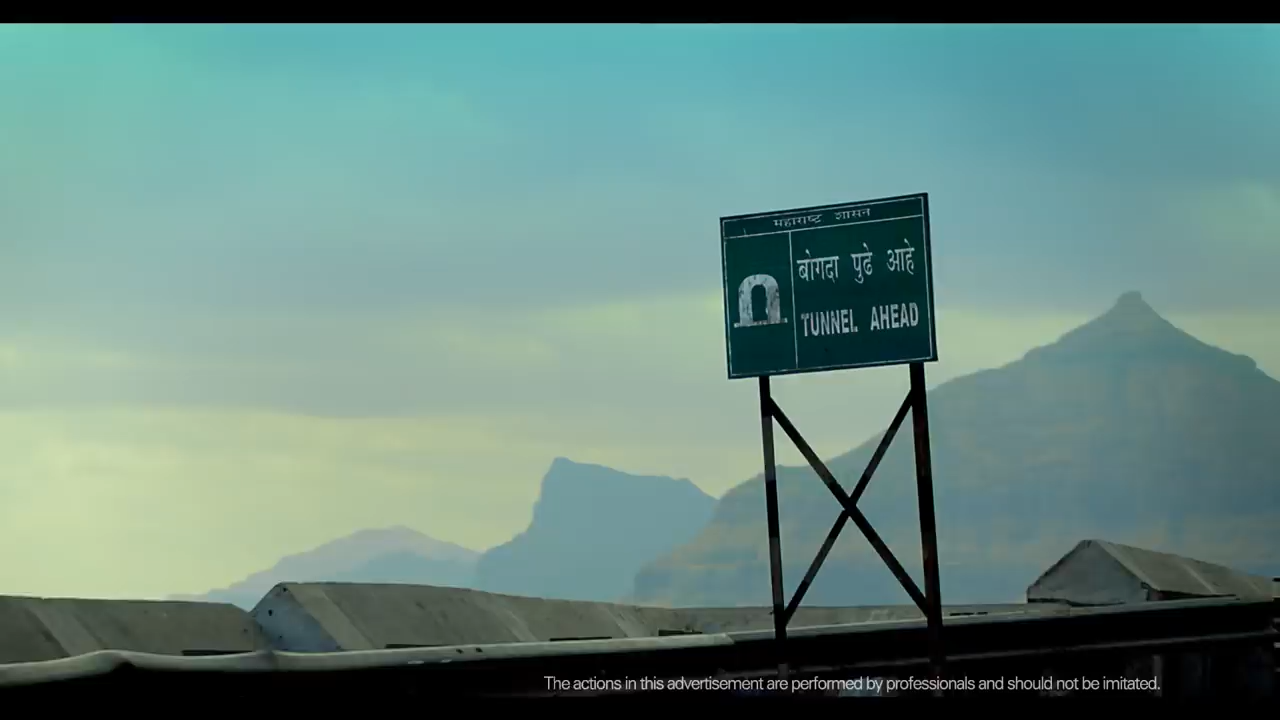 महाराष्ट्र शासन
बोगदा पुढे आहे
TUNNEL AHEAD
The actions in this advertisement are performed by professionals and should not be imitated.